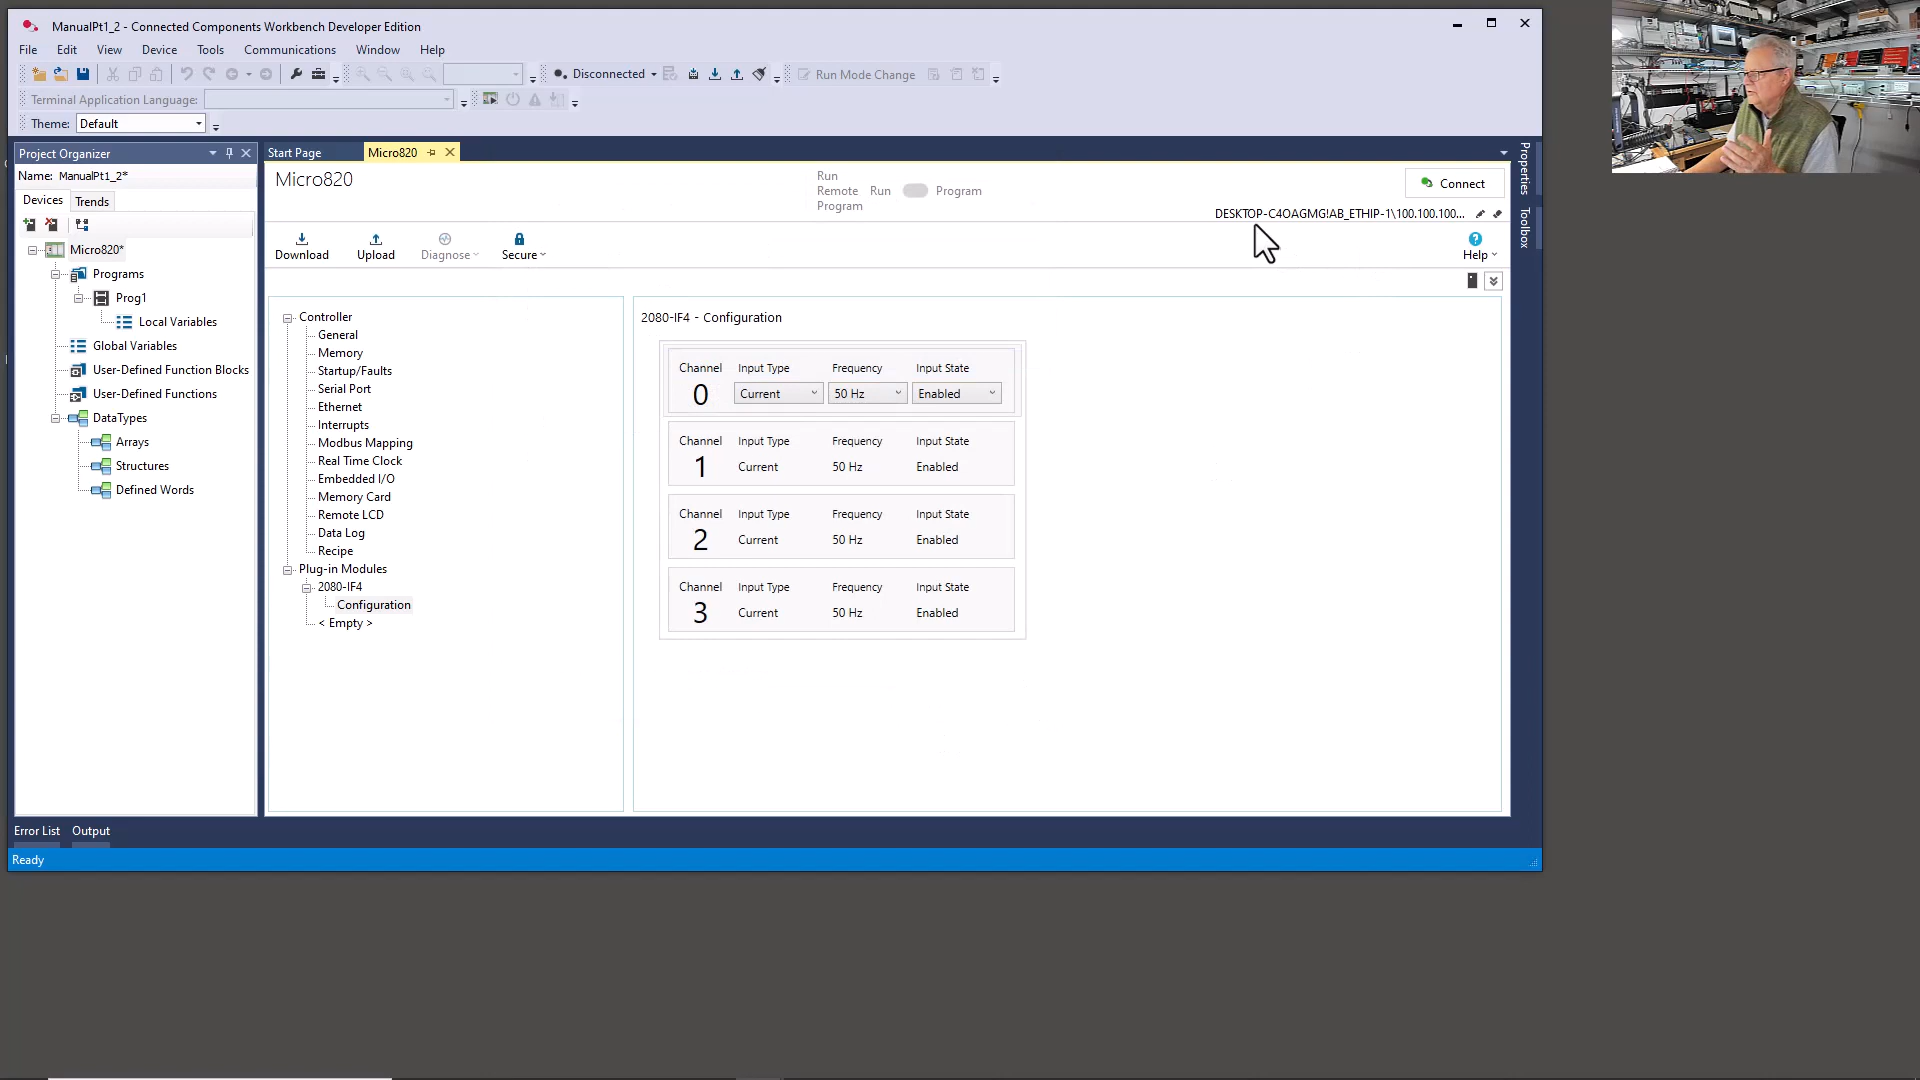 ManualPt1_2 - Connected Components Workbench Developer Edition
File Edit View Device Tools Communications Window Help
Disconnected Run Mode Change
Terminal Application Language:
Theme: Default
Project Organizer
Name: ManualPt1_2*
Devices Trends
Micro820*
Programs
Prog1
Local Variables
Global Variables
User-Defined Function Blocks
User-Defined Functions
DataTypes
Arrays
Structures
Defined Words
Start Page Micro820
Micro820
Run
Remote Run Program
Program
Connect
DESKTOP-C4OAGMG!AB_ETHIP-1\100.100.100...
Download Upload Diagnose Secure Help
Controller
General
Memory
Startup/Faults
Serial Port
Ethernet
Interrupts
Modbus Mapping
Real Time Clock
Embedded I/O
Memory Card
Remote LCD
Data Log
Recipe
Plug-in Modules
2080-IF4
Configuration
< Empty >
2080-IF4 - Configuration
Channel Input Type Frequency Input State
0 Current 50 Hz Enabled
Channel Input Type Frequency Input State
1 Current 50 Hz Enabled
Channel Input Type Frequency Input State
2 Current 50 Hz Enabled
Channel Input Type Frequency Input State
3 Current 50 Hz Enabled
Properties
Toolbox
Error List Output
Ready